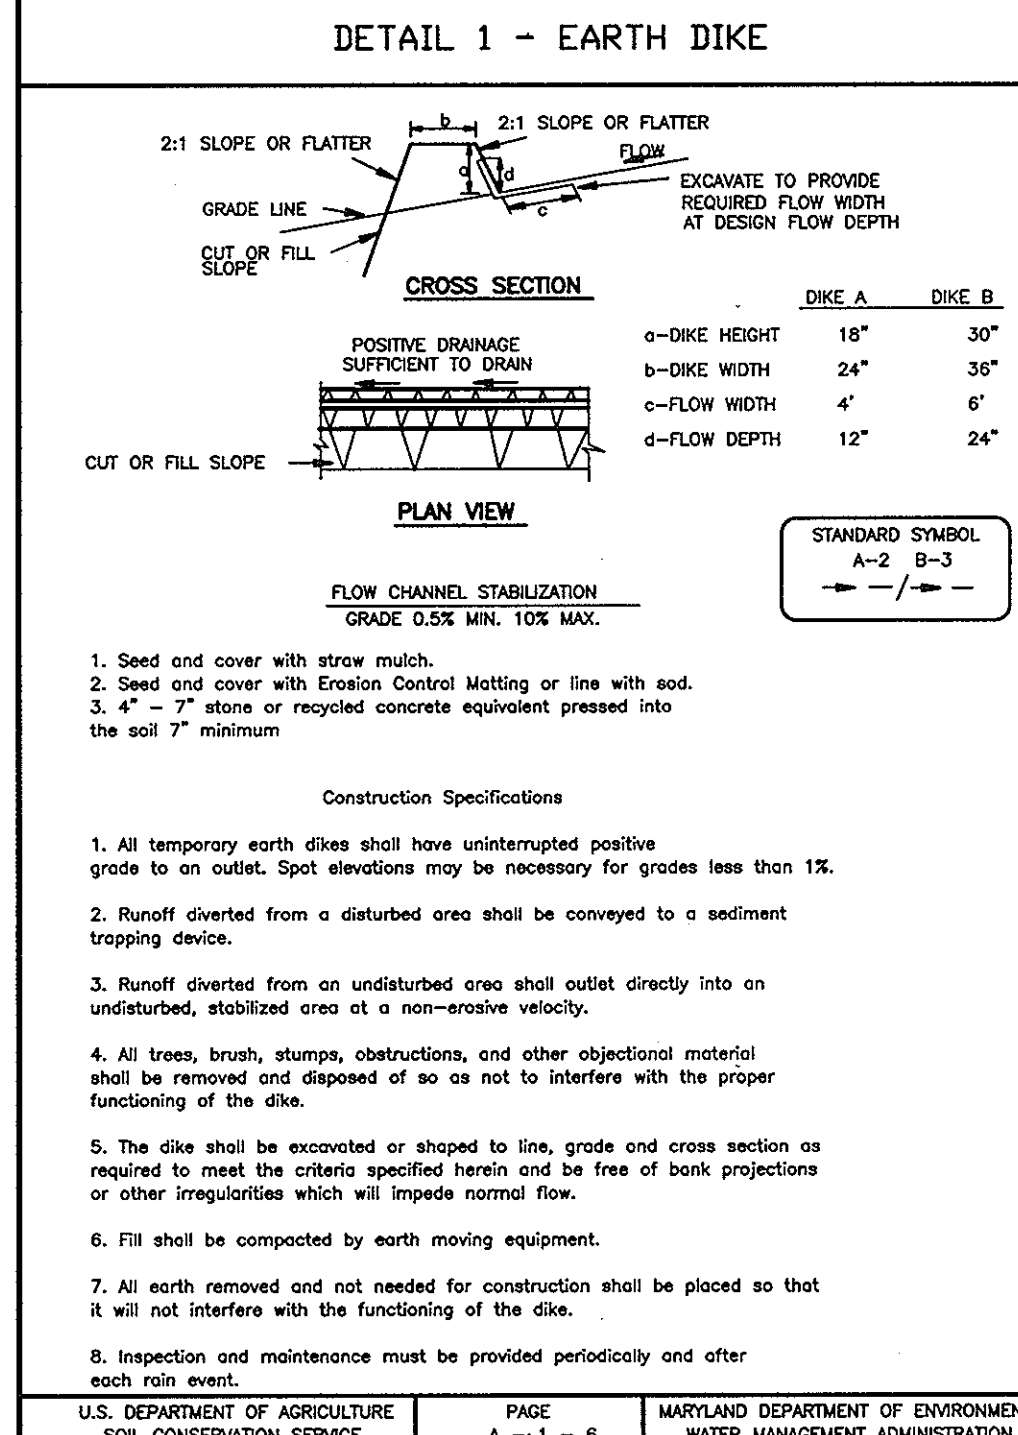 DETAIL 1 - EARTH DIKE
b
2:1 SLOPE OR FLATTER
2:1 SLOPE OR FLATTER
FLOW
a
d
EXCAVATE TO PROVIDE
REQUIRED FLOW WIDTH
AT DESIGN FLOW DEPTH
GRADE LINE
c
CUT OR FILL
SLOPE
CROSS SECTION
DIKE A DIKE B
a-DIKE HEIGHT 18" 30"
b-DIKE WIDTH 24" 36"
c-FLOW WIDTH 4' 6'
d-FLOW DEPTH 12" 24"
POSITIVE DRAINAGE
SUFFICIENT TO DRAIN
CUT OR FILL SLOPE
PLAN VIEW
STANDARD SYMBOL
A-2 B-3
/
FLOW CHANNEL STABILIZATION
GRADE 0.5% MIN. 10% MAX.
1. Seed and cover with straw mulch.
2. Seed and cover with Erosion Control Matting or line with sod.
3. 4" - 7" stone or recycled concrete equivalent pressed into
the soil 7" minimum
Construction Specifications
1. All temporary earth dikes shall have uninterrupted positive
grade to an outlet. Spot elevations may be necessary for grades less than 1%.
2. Runoff diverted from a disturbed area shall be conveyed to a sediment
trapping device.
3. Runoff diverted from an undisturbed area shall outlet directly into an
undisturbed, stabilized area at a non-erosive velocity.
4. All trees, brush, stumps, obstructions, and other objectional material
shall be removed and disposed of so as not to interfere with the proper
functioning of the dike.
5. The dike shall be excavated or shaped to line, grade and cross section as
required to meet the criteria specified herein and be free of bank projections
or other irregularities which will impede normal flow.
6. Fill shall be compacted by earth moving equipment.
7. All earth removed and not needed for construction shall be placed so that
it will not interfere with the functioning of the dike.
8. Inspection and maintenance must be provided periodically and after
each rain event.
U.S. DEPARTMENT OF AGRICULTURE
SOIL CONSERVATION SERVICE
PAGE
A - 1 - 6
MARYLAND DEPARTMENT OF ENVIRONMEN
WATER MANAGEMENT ADMINISTRATION